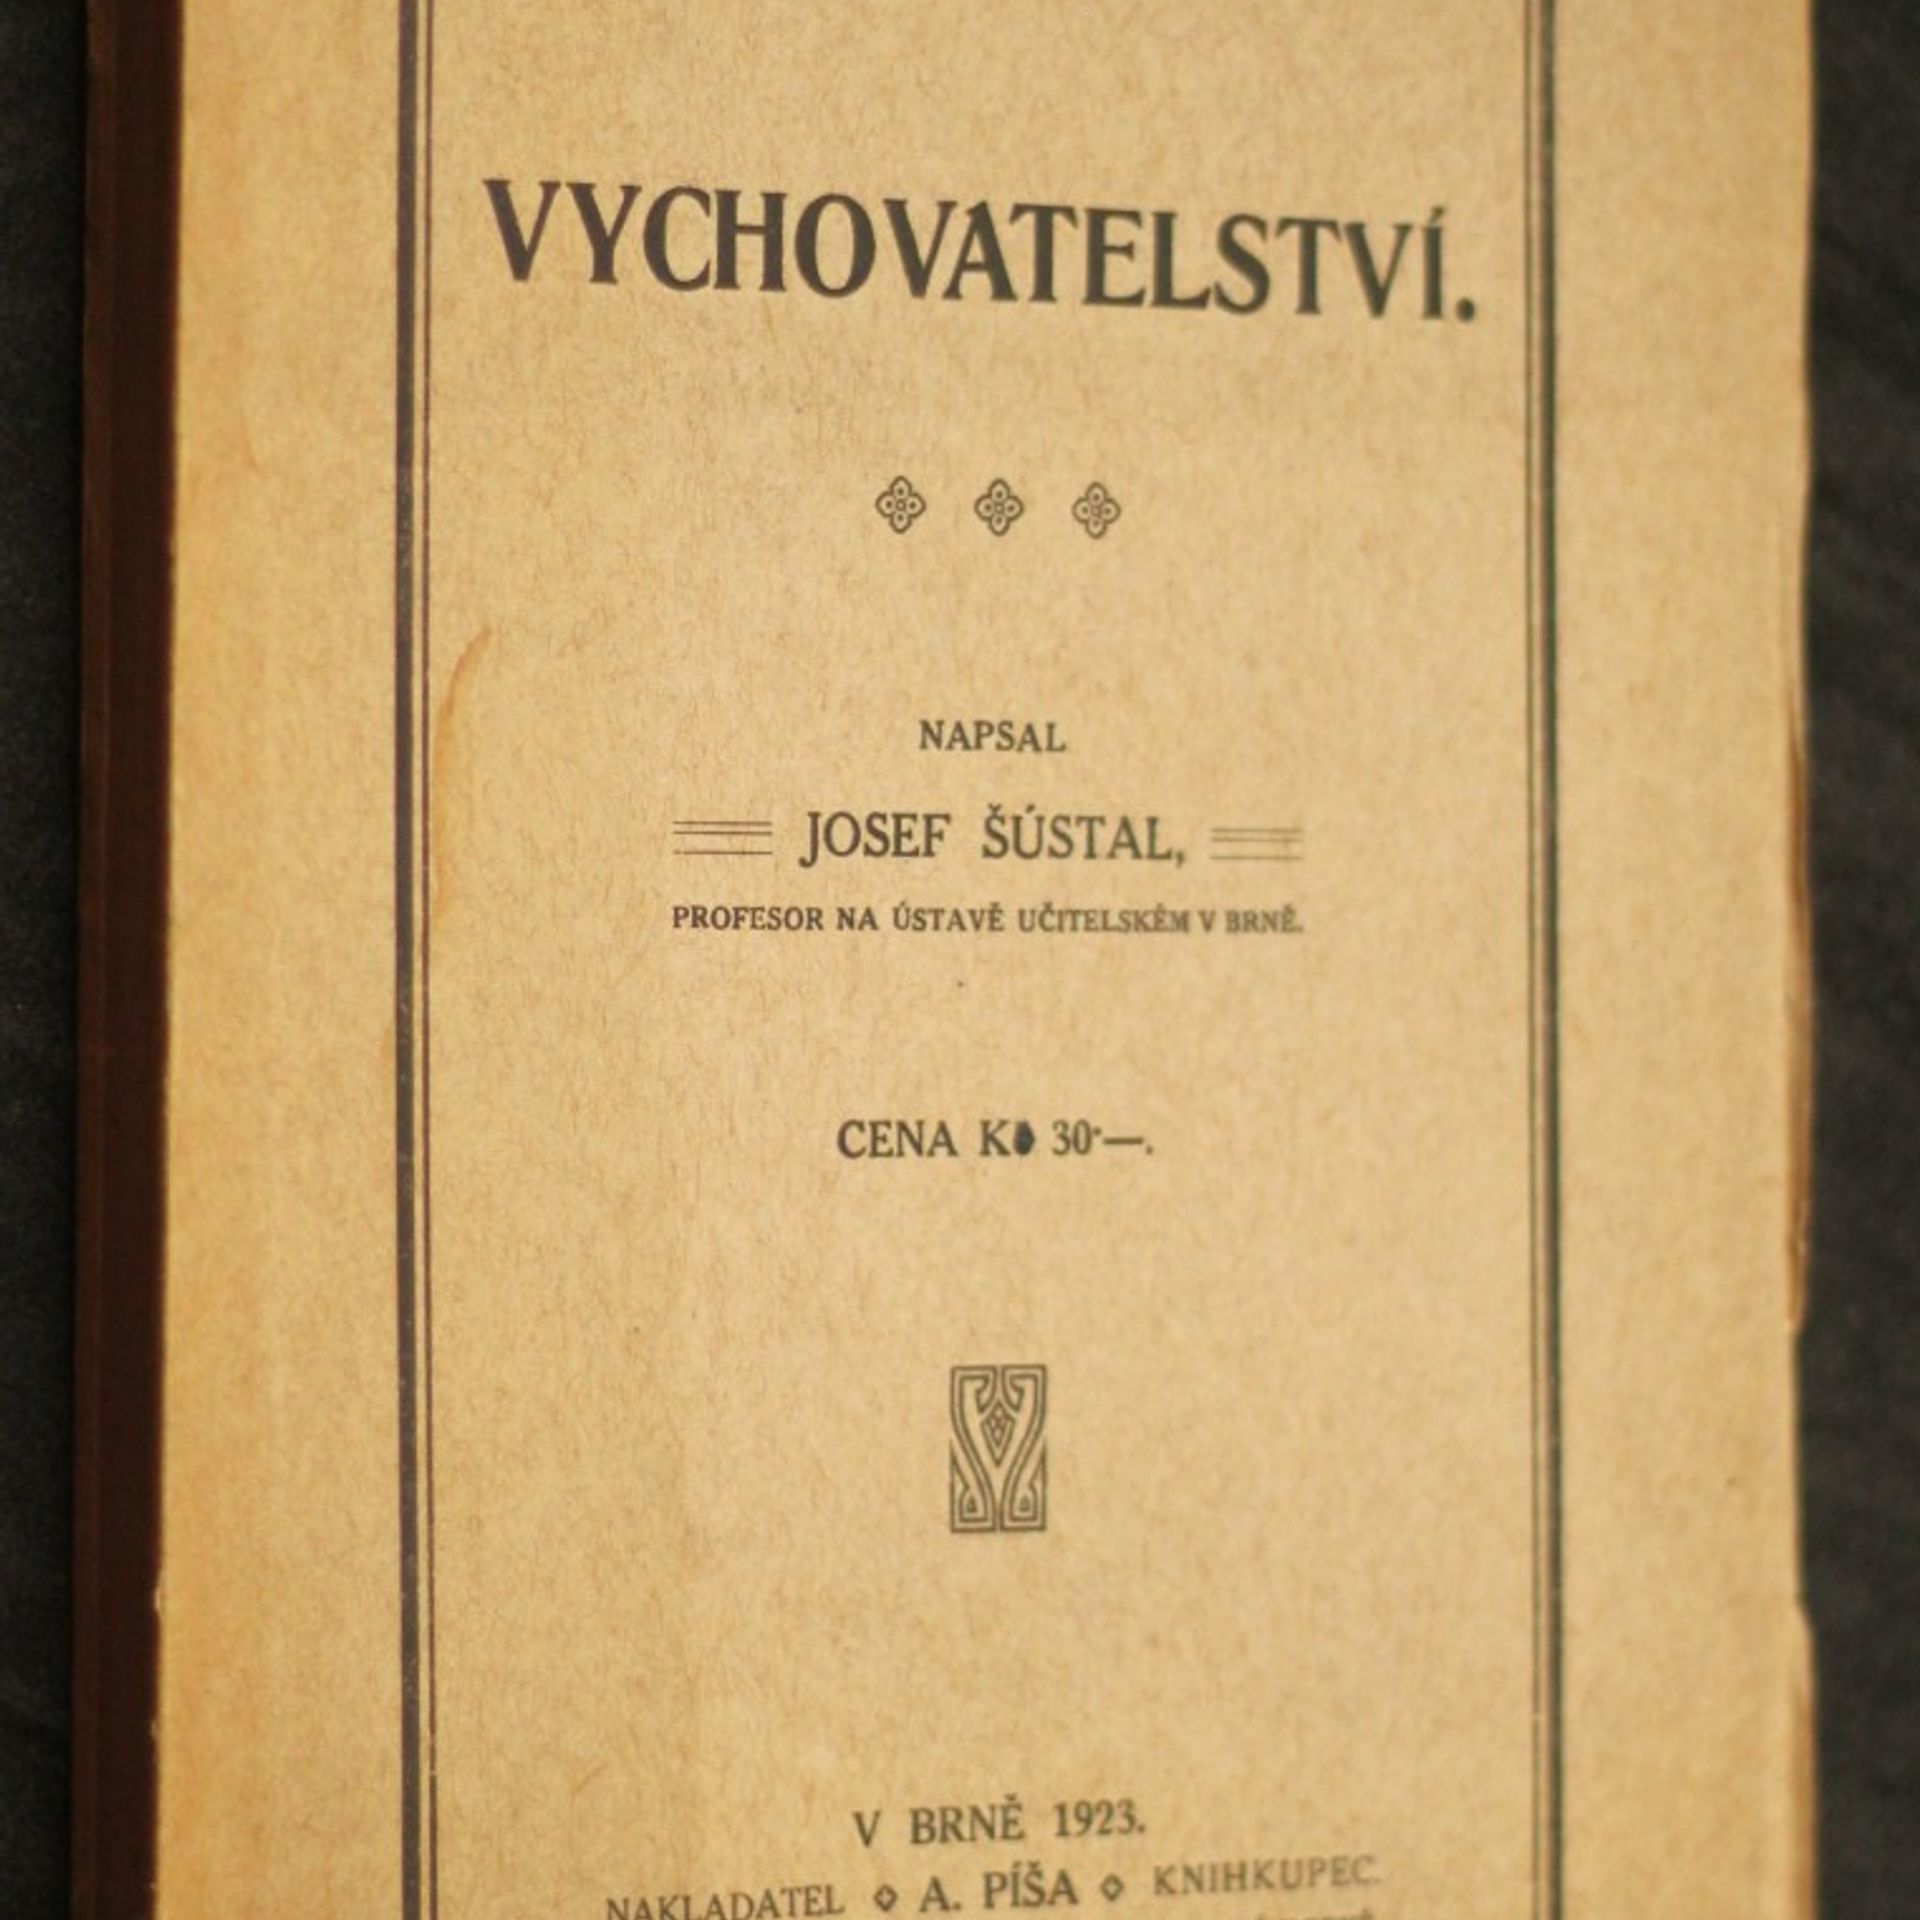 VYCHOVATELSTVÍ.
NAPSAL
JOSEF ŠÚSTAL,
PROFESOR NA ÚSTAVĚ UČITELSKÉM V BRNĚ.
CENA K 30·—.
V BRNĚ 1923.
NAKLADATEL ◇ A. PÍŠA ◇ KNIHKUPEC.